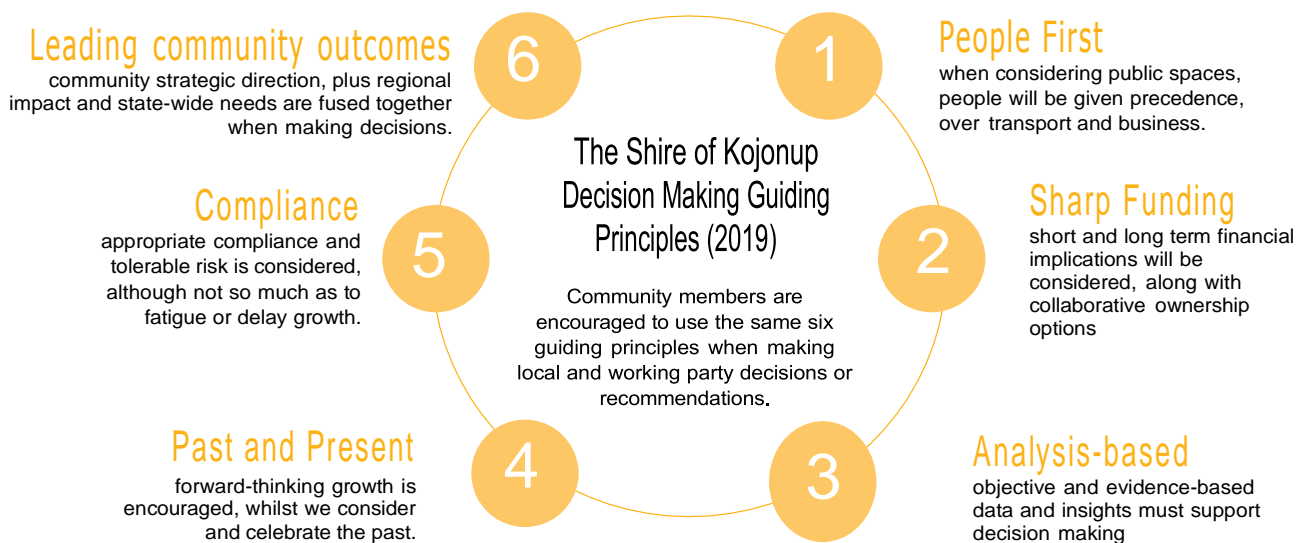 The Shire of Kojonup
Decision Making Guiding
Principles (2019)
Community members are
encouraged to use the same six
guiding principles when making
local and working party decisions or
recommendations.
1
People First
when considering public spaces,
people will be given precedence,
over transport and business.
2
Sharp Funding
short and long term financial
implications will be
considered, along with
collaborative ownership
options
3
Analysis-based
objective and evidence-based
data and insights must support
decision making
4
Past and Present
forward-thinking growth is
encouraged, whilst we consider
and celebrate the past.
5
Compliance
appropriate compliance and
tolerable risk is considered,
although not so much as to
fatigue or delay growth.
6
Leading community outcomes
community strategic direction, plus regional
impact and state-wide needs are fused together
when making decisions.